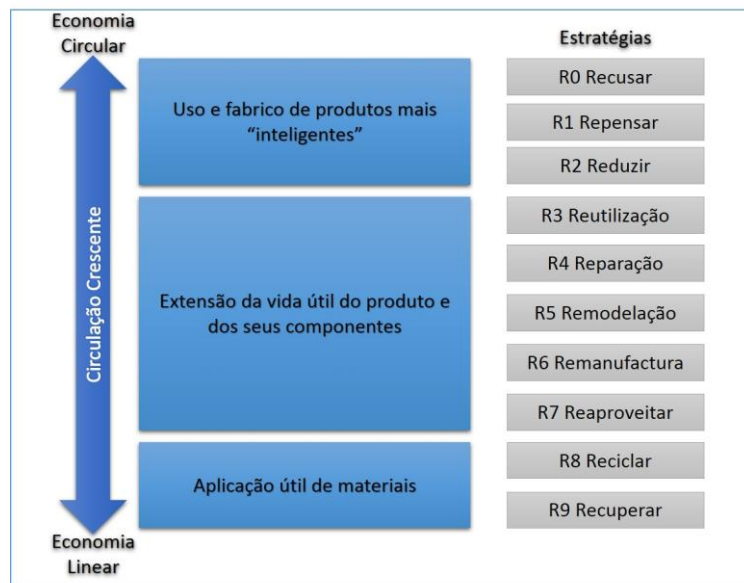 Economia
Circular
Estratégias
Uso e fabrico de produtos mais
“inteligentes”
R0 Recusar
R1 Repensar
R2 Reduzir
Circulação Crescente
Extensão da vida útil do produto e
dos seus componentes
R3 Reutilização
R4 Reparação
R5 Remodelação
R6 Remanufactura
R7 Reaproveitar
Aplicação útil de materiais
R8 Reciclar
R9 Recuperar
Economia
Linear